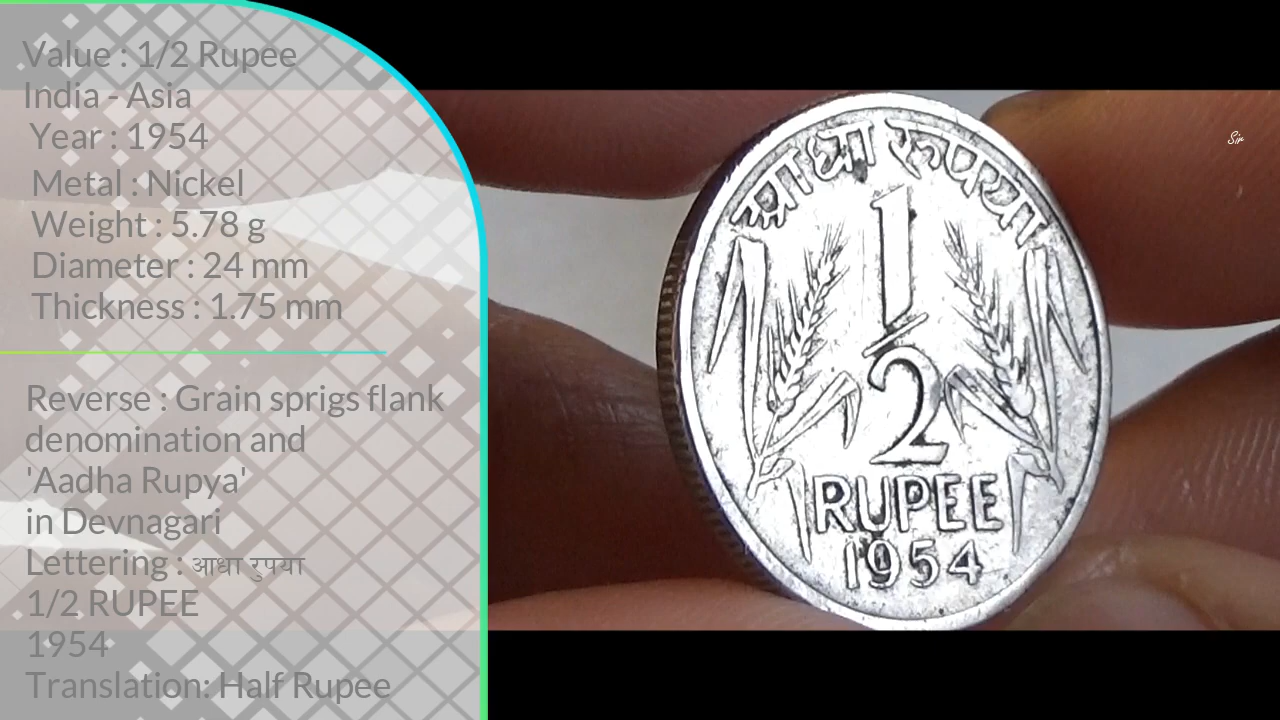 Value : 1/2 Rupee
India - Asia
Year : 1954
Metal : Nickel
Weight : 5.78 g
Diameter : 24 mm
Thickness : 1.75 mm
Reverse : Grain sprigs flank
denomination and
'Aadha Rupya'
in Devnagari
Lettering : आधा रुपया
1/2 RUPEE
1954
Translation: Half Rupee
आधा रूपया
1/2
RUPEE
1954
Sir